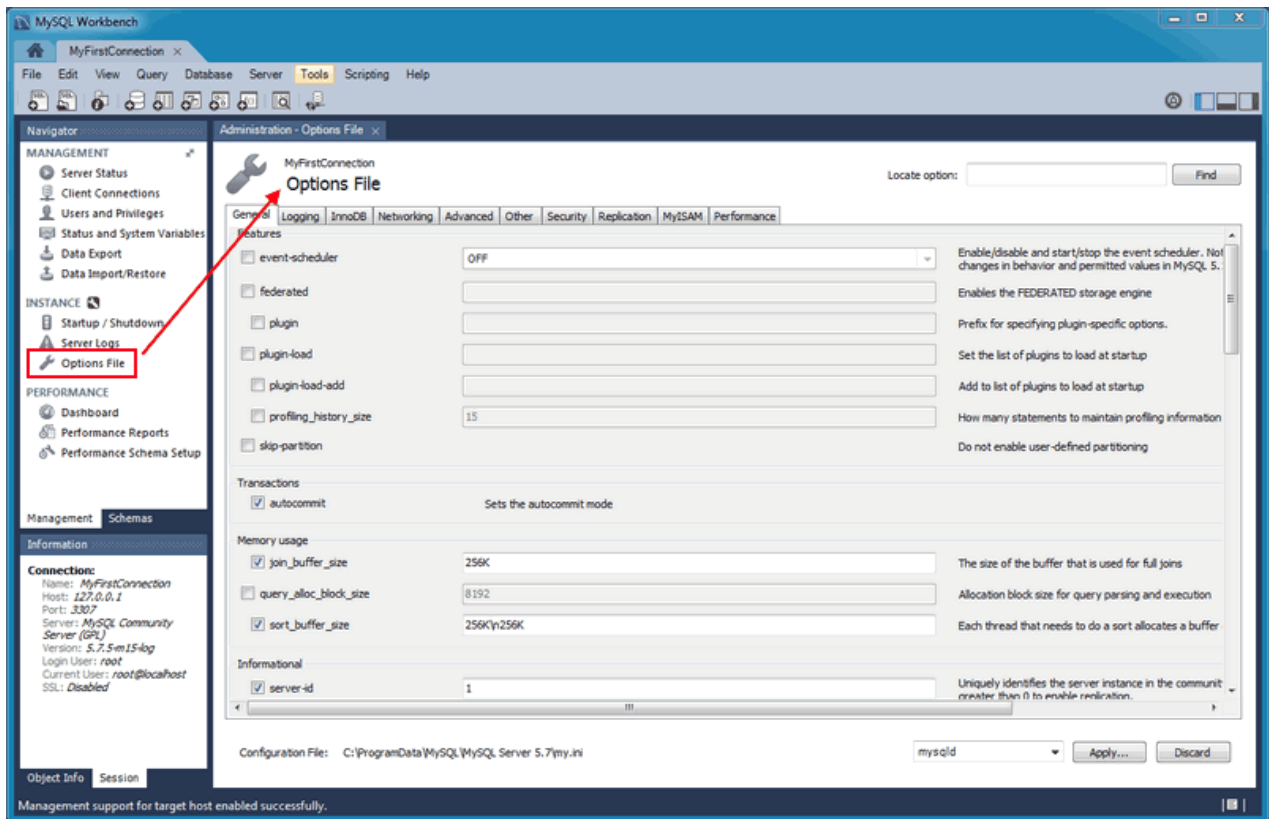 MySQL Workbench
MyFirstConnection ×
File Edit View Query Database Server Tools Scripting Help
Navigator
MANAGEMENT
Server Status
Client Connections
Users and Privileges
Status and System Variables
Data Export
Data Import/Restore
INSTANCE
Startup / Shutdown
Server Logs
Options File
PERFORMANCE
Dashboard
Performance Reports
Performance Schema Setup
Management Schemas
Information
Connection:
Name: MyFirstConnection
Host: 127.0.0.1
Port: 3307
Server: MySQL Community
Server (GPL)
Version: 5.7.5-m15-log
Login User: root
Current User: root@localhost
SSL: Disabled
Object Info Session
Administration - Options File ×
MyFirstConnection
Options File
Locate option: Find
General Logging InnoDB Networking Advanced Other Security Replication MyISAM Performance
Features
event-scheduler OFF Enable/disable and start/stop the event scheduler. Not
changes in behavior and permitted values in MySQL 5.
federated Enables the FEDERATED storage engine
plugin Prefix for specifying plugin-specific options.
plugin-load Set the list of plugins to load at startup
plugin-load-add Add to list of plugins to load at startup
profiling_history_size 15 How many statements to maintain profiling information
skip-partition Do not enable user-defined partitioning
Transactions
autocommit Sets the autocommit mode
Memory usage
join_buffer_size 256K The size of the buffer that is used for full joins
query_alloc_block_size 8192 Allocation block size for query parsing and execution
sort_buffer_size 256K\n256K Each thread that needs to do a sort allocates a buffer
Informational
server-id 1 Uniquely identifies the server instance in the communit
greater than 0 to enable replication.
Configuration File: C:\ProgramData\MySQL\MySQL Server 5.7\my.ini mysqld Apply... Discard
Management support for target host enabled successfully.